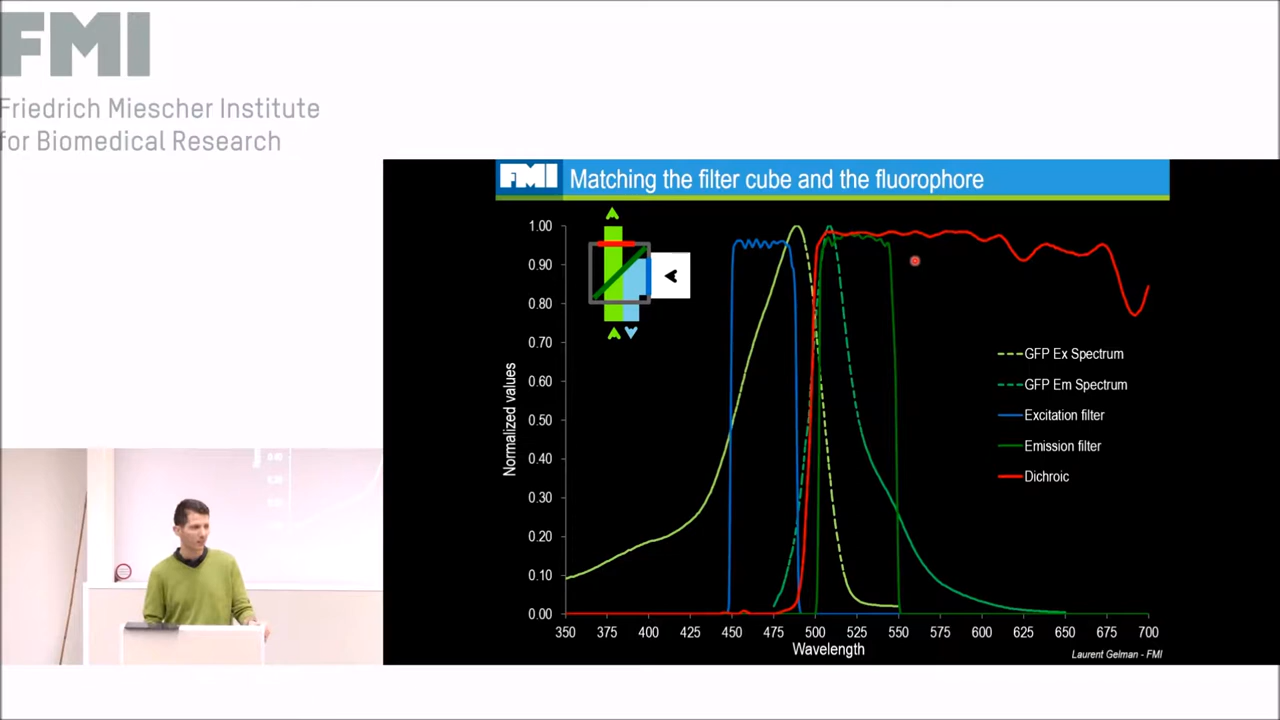 FMI
Friedrich Miescher Institute
for Biomedical Research
FMI Matching the filter cube and the fluorophore
1.00
0.90
0.80
0.70
0.60
0.50
0.40
0.30
0.20
0.10
0.00
Normalized values
350 375 400 425 450 475 500 525 550 575 600 625 650 675 700
Wavelength
GFP Ex Spectrum
GFP Em Spectrum
Excitation filter
Emission filter
Dichroic
Laurent Gelman - FMI